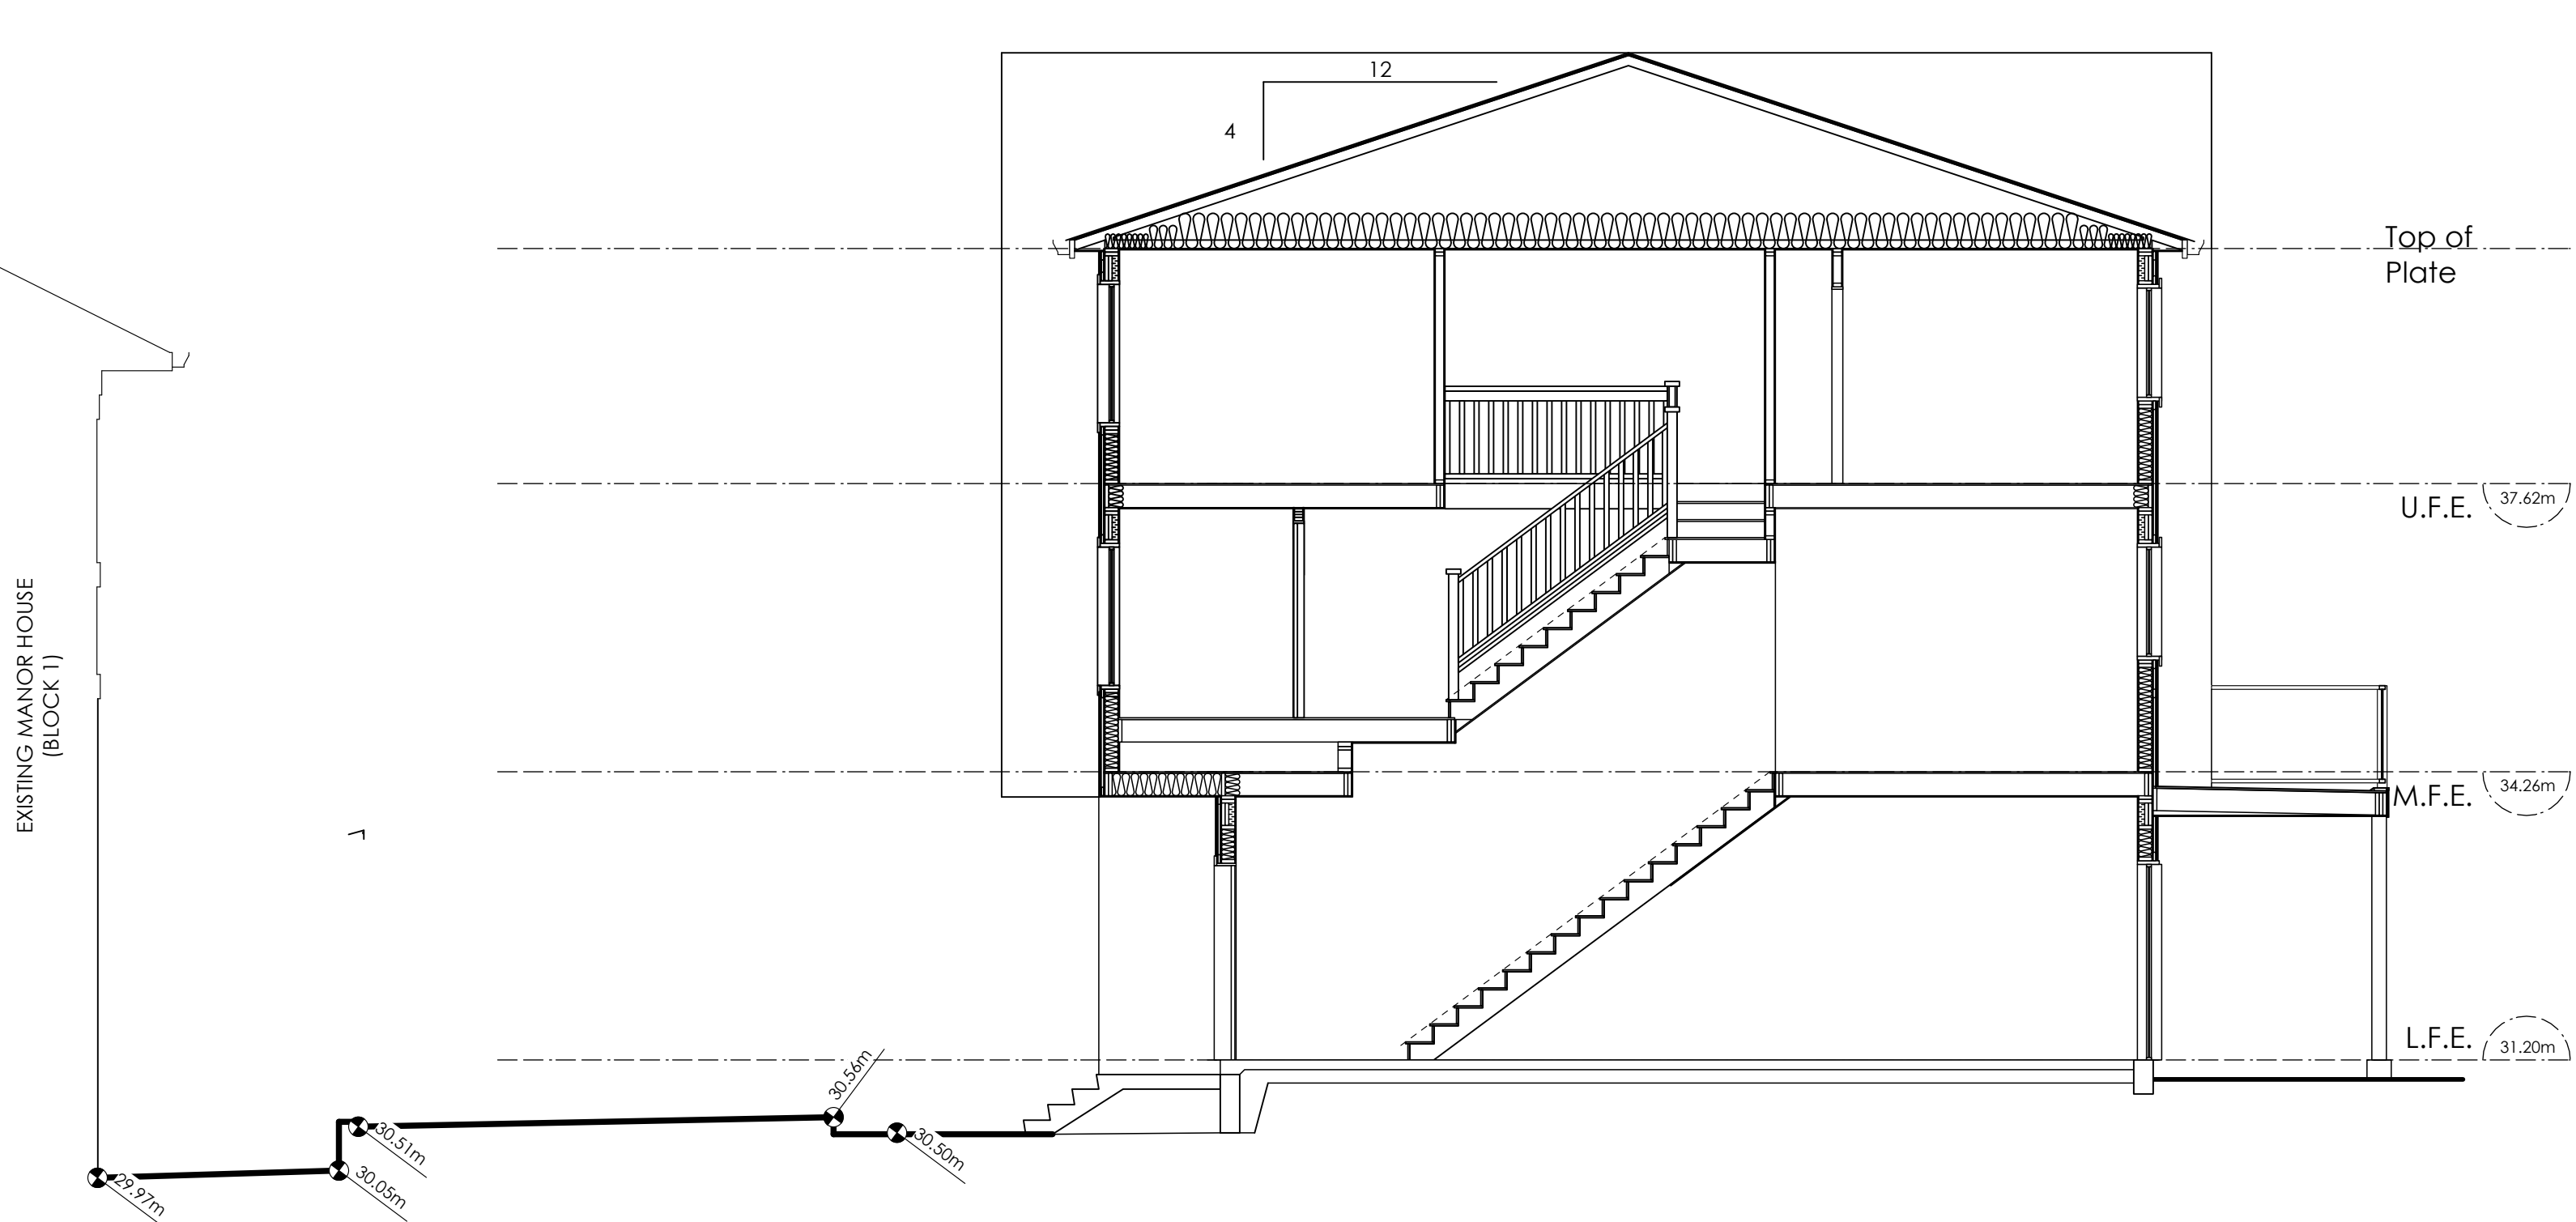 12
4
Top of
Plate
37.62m
U.F.E.
EXISTING MANOR HOUSE
(BLOCK 1)
34.26m
M.F.E.
L.F.E.
31.20m
30.56m
30.51m
30.50m
30.05m
29.97m